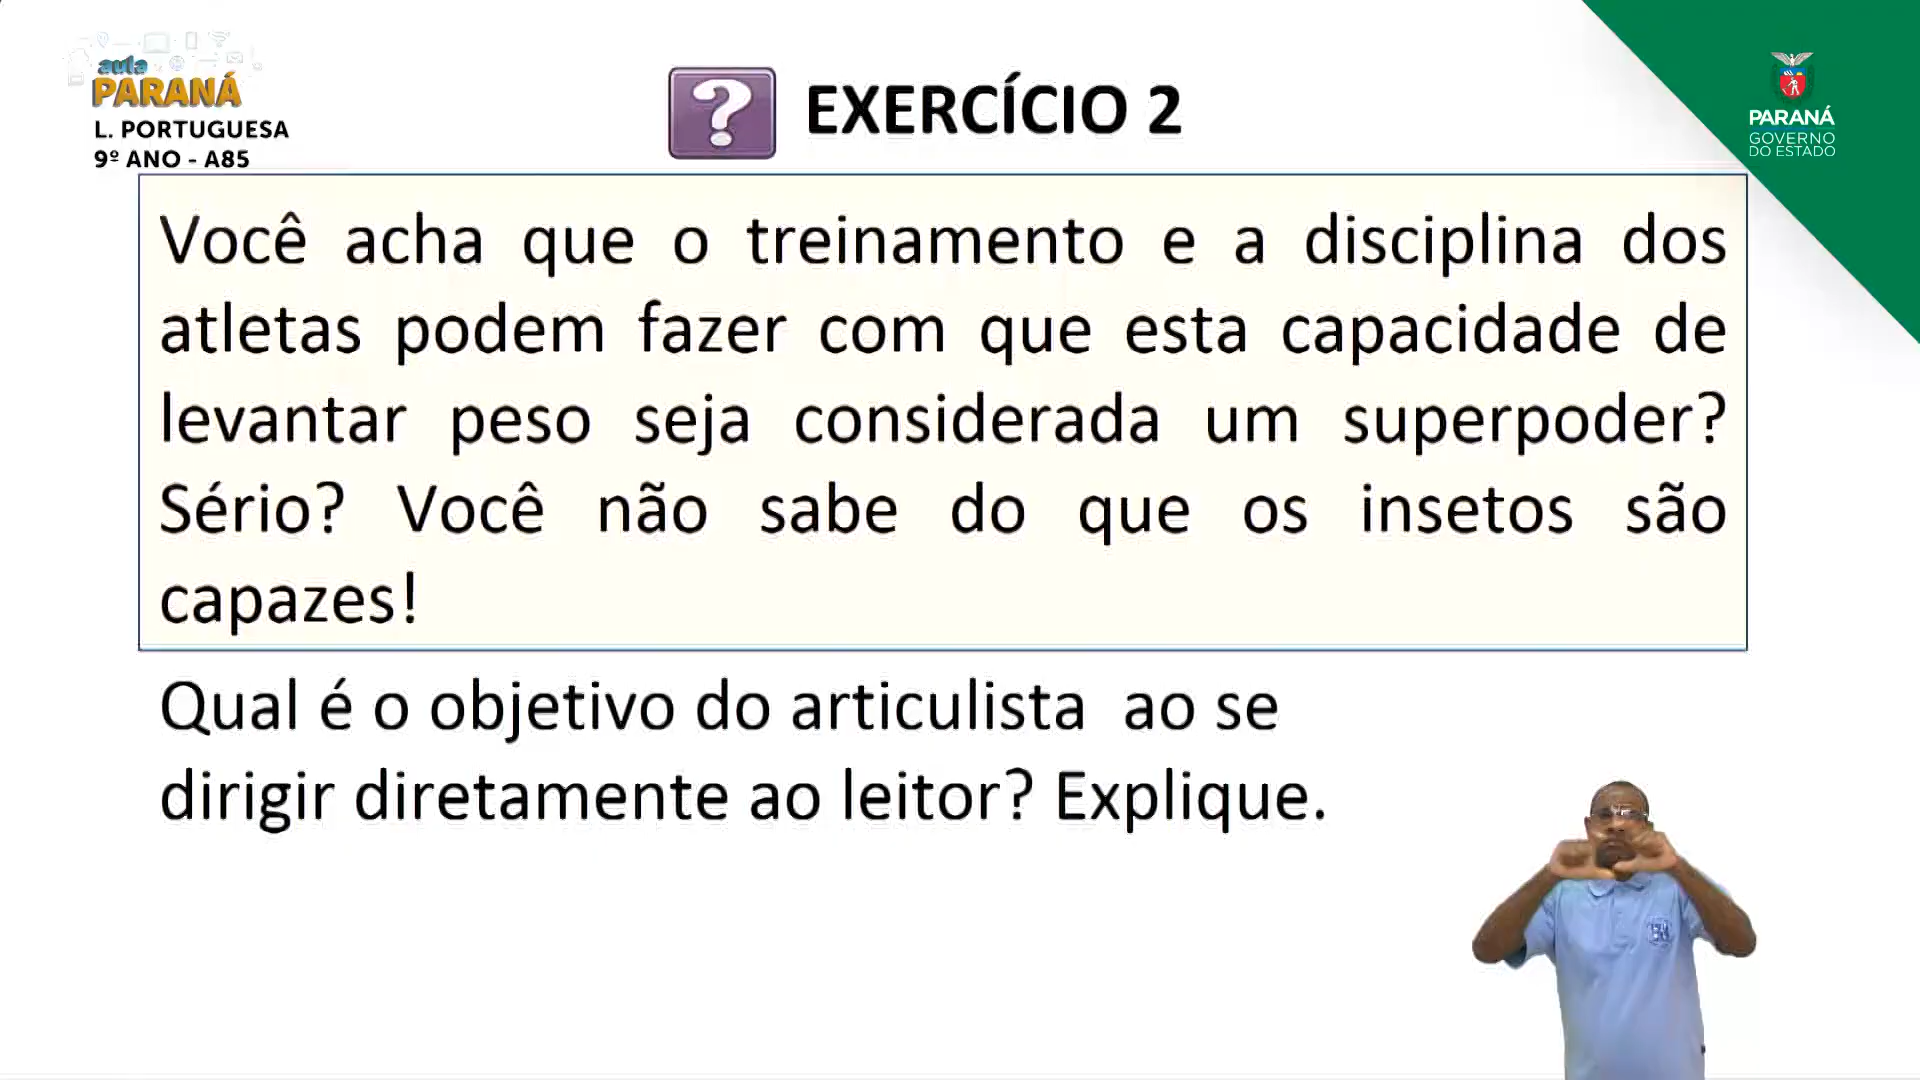 aula
PARANÁ
L. PORTUGUESA
9º ANO - A85
EXERCÍCIO 2
PARANÁ
GOVERNO
DO ESTADO
Você acha que o treinamento e a disciplina dos
atletas podem fazer com que esta capacidade de
levantar peso seja considerada um superpoder?
Sério? Você não sabe do que os insetos são
capazes!
Qual é o objetivo do articulista ao se
dirigir diretamente ao leitor? Explique.